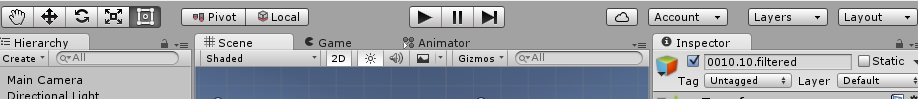 Pivot Local Account Layers Layout
Hierarchy Scene Game Animator Inspector
Create All Shaded 2D Gizmos All 0010.10.filtered Static
Main Camera Tag Untagged Layer Default
Directional Light